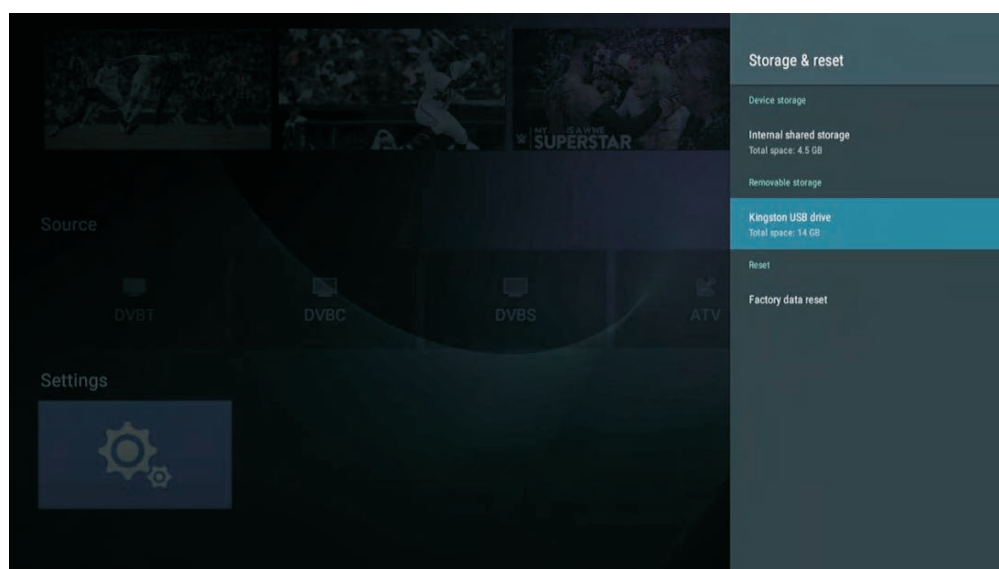 MY        IS A WWE
SUPERSTAR
Source
DVBT
DVBC
DVBS
ATV
Settings
Storage & reset
Device storage
Internal shared storage
Total space: 4.5 GB
Removable storage
Kingston USB drive
Total space: 14 GB
Reset
Factory data reset